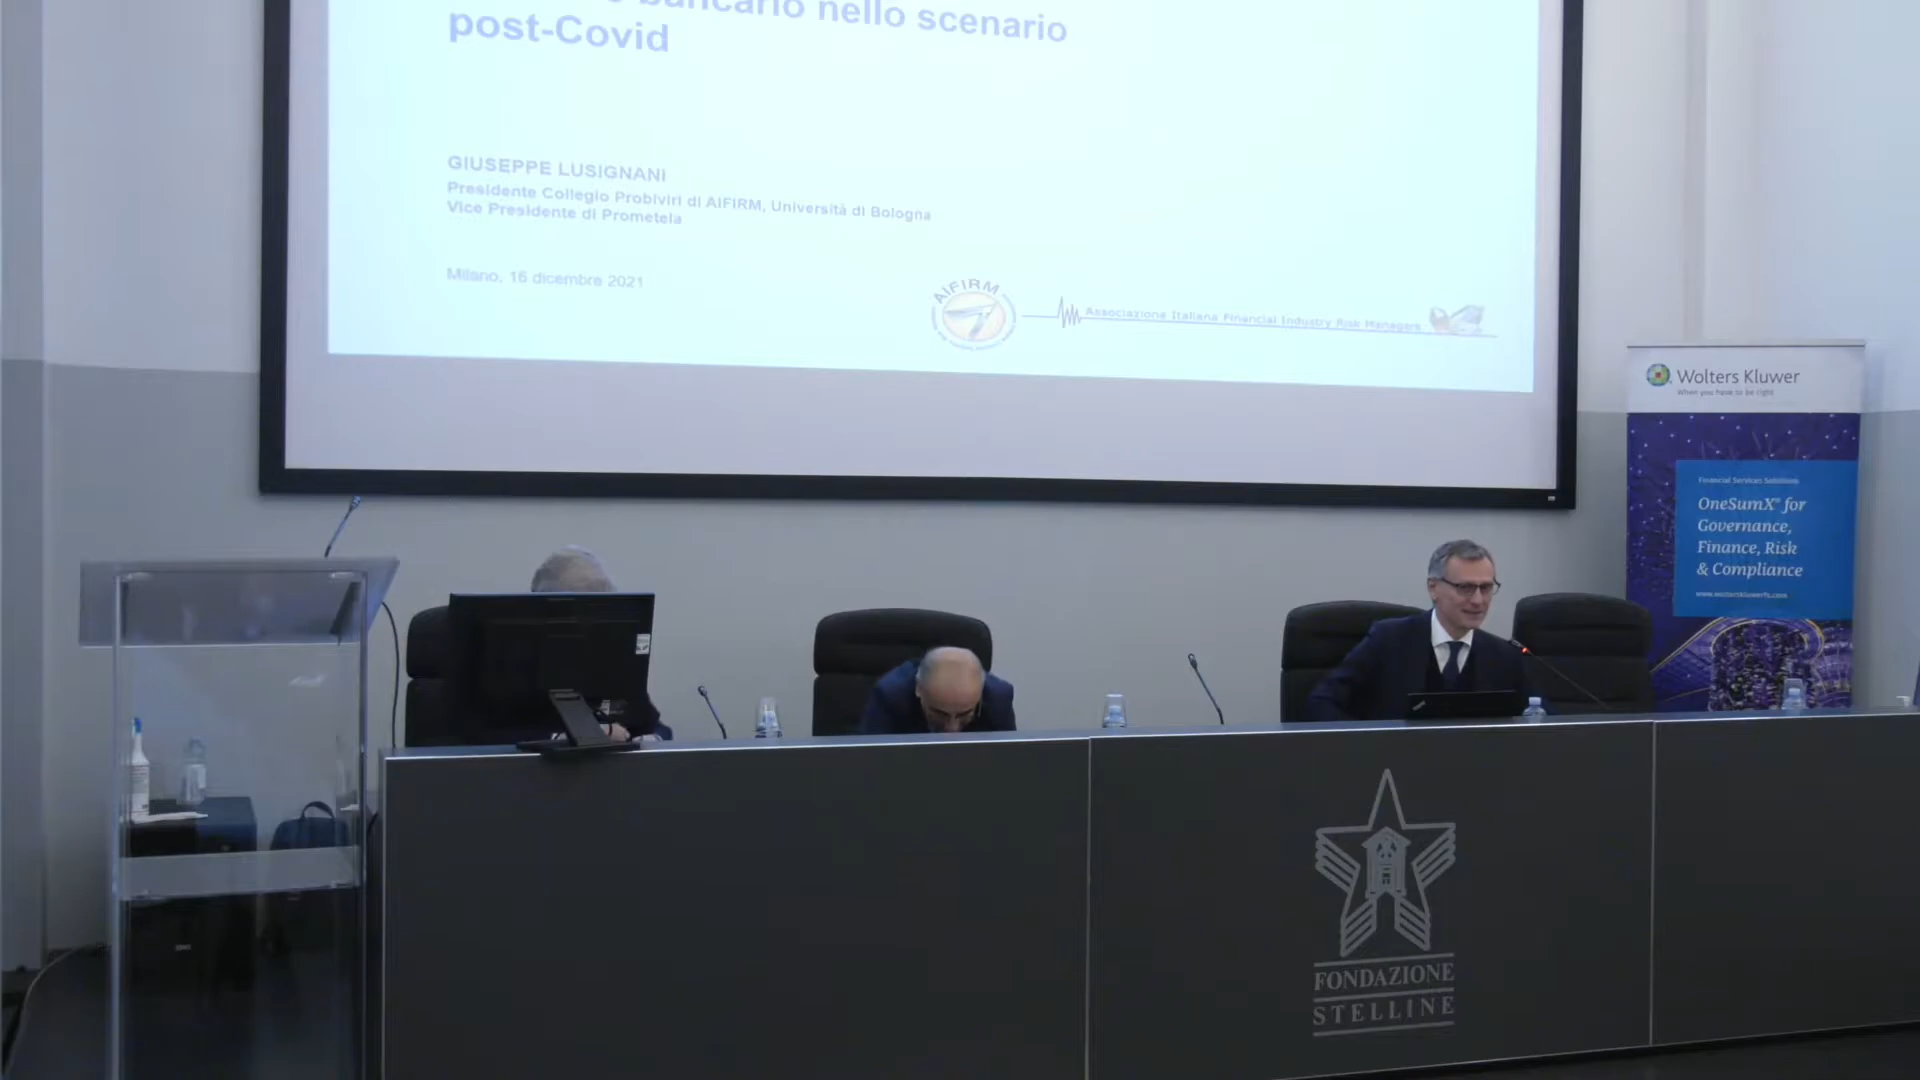 bancario nello scenario
post-Covid
GIUSEPPE LUSIGNANI
Presidente Collegio Probiviri di AIFIRM, Università di Bologna
Vice Presidente di Prometeia
Milano, 16 dicembre 2021
AIFIRM
Associazione Italiana Financial Industry Risk Managers
Wolters Kluwer
When you have to be right
Financial Services Solutions
OneSumX® for
Governance,
Finance, Risk
& Compliance
www.wolterskluwerfs.com
FONDAZIONE
STELLINE